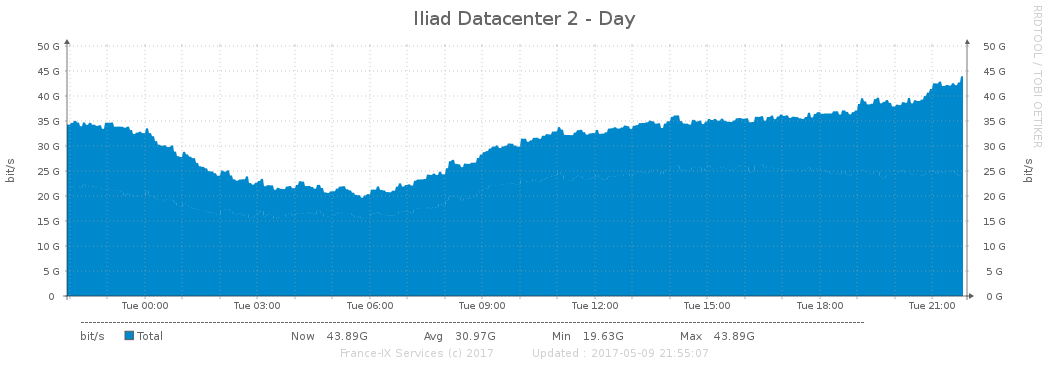 Iliad Datacenter 2 - Day
RRDTOOL / TOBI OETIKER
50 G 50 G
45 G 45 G
40 G 40 G
35 G 35 G
30 G 30 G
25 G 25 G
20 G 20 G
15 G 15 G
10 G 10 G
5 G 5 G
0 0 G
bit/s bit/s
Tue 00:00 Tue 03:00 Tue 06:00 Tue 09:00 Tue 12:00 Tue 15:00 Tue 18:00 Tue 21:00
bit/s Total Now 43.89G Avg 30.97G Min 19.63G Max 43.89G
France-IX Services (c) 2017 Updated : 2017-05-09 21:55:07